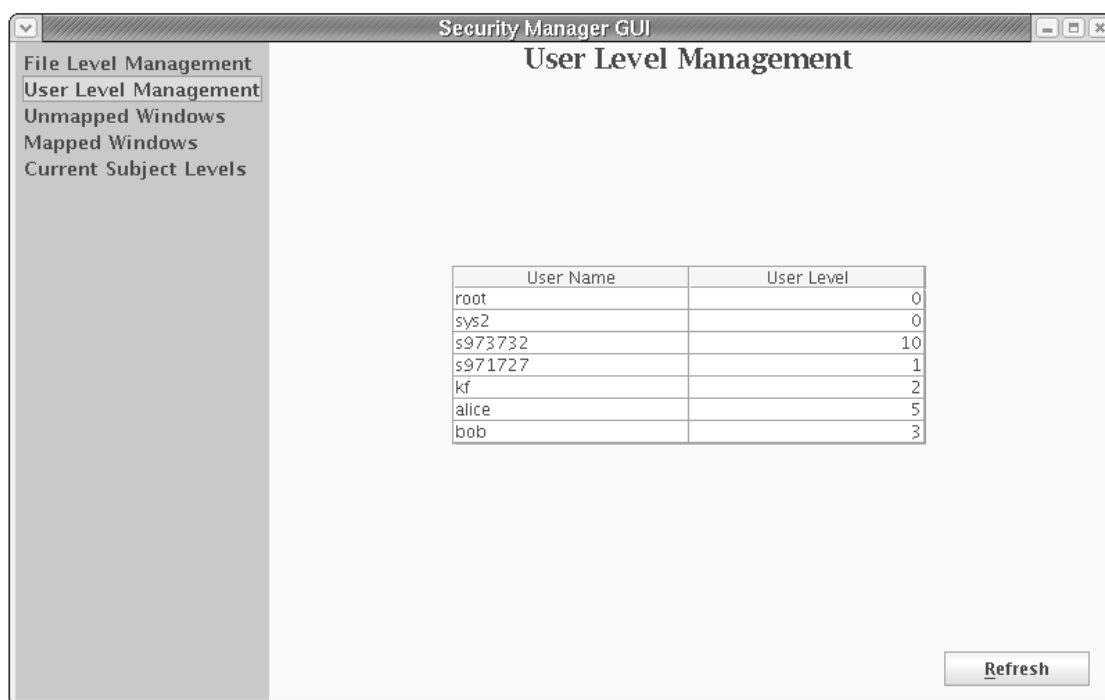 Security Manager GUI
File Level Management
User Level Management
Unmapped Windows
Mapped Windows
Current Subject Levels
User Level Management
User Name User Level
root 0
sys2 0
s973732 10
s971727 1
kf 2
alice 5
bob 3
Refresh